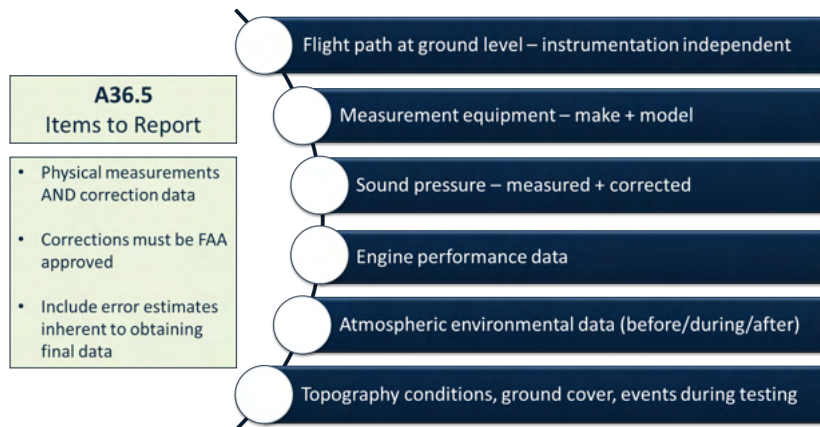 A36.5
Items to Report
• Physical measurements
AND correction data
• Corrections must be FAA
approved
• Include error estimates
inherent to obtaining
final data
Flight path at ground level – instrumentation independent
Measurement equipment – make + model
Sound pressure – measured + corrected
Engine performance data
Atmospheric environmental data (before/during/after)
Topography conditions, ground cover, events during testing